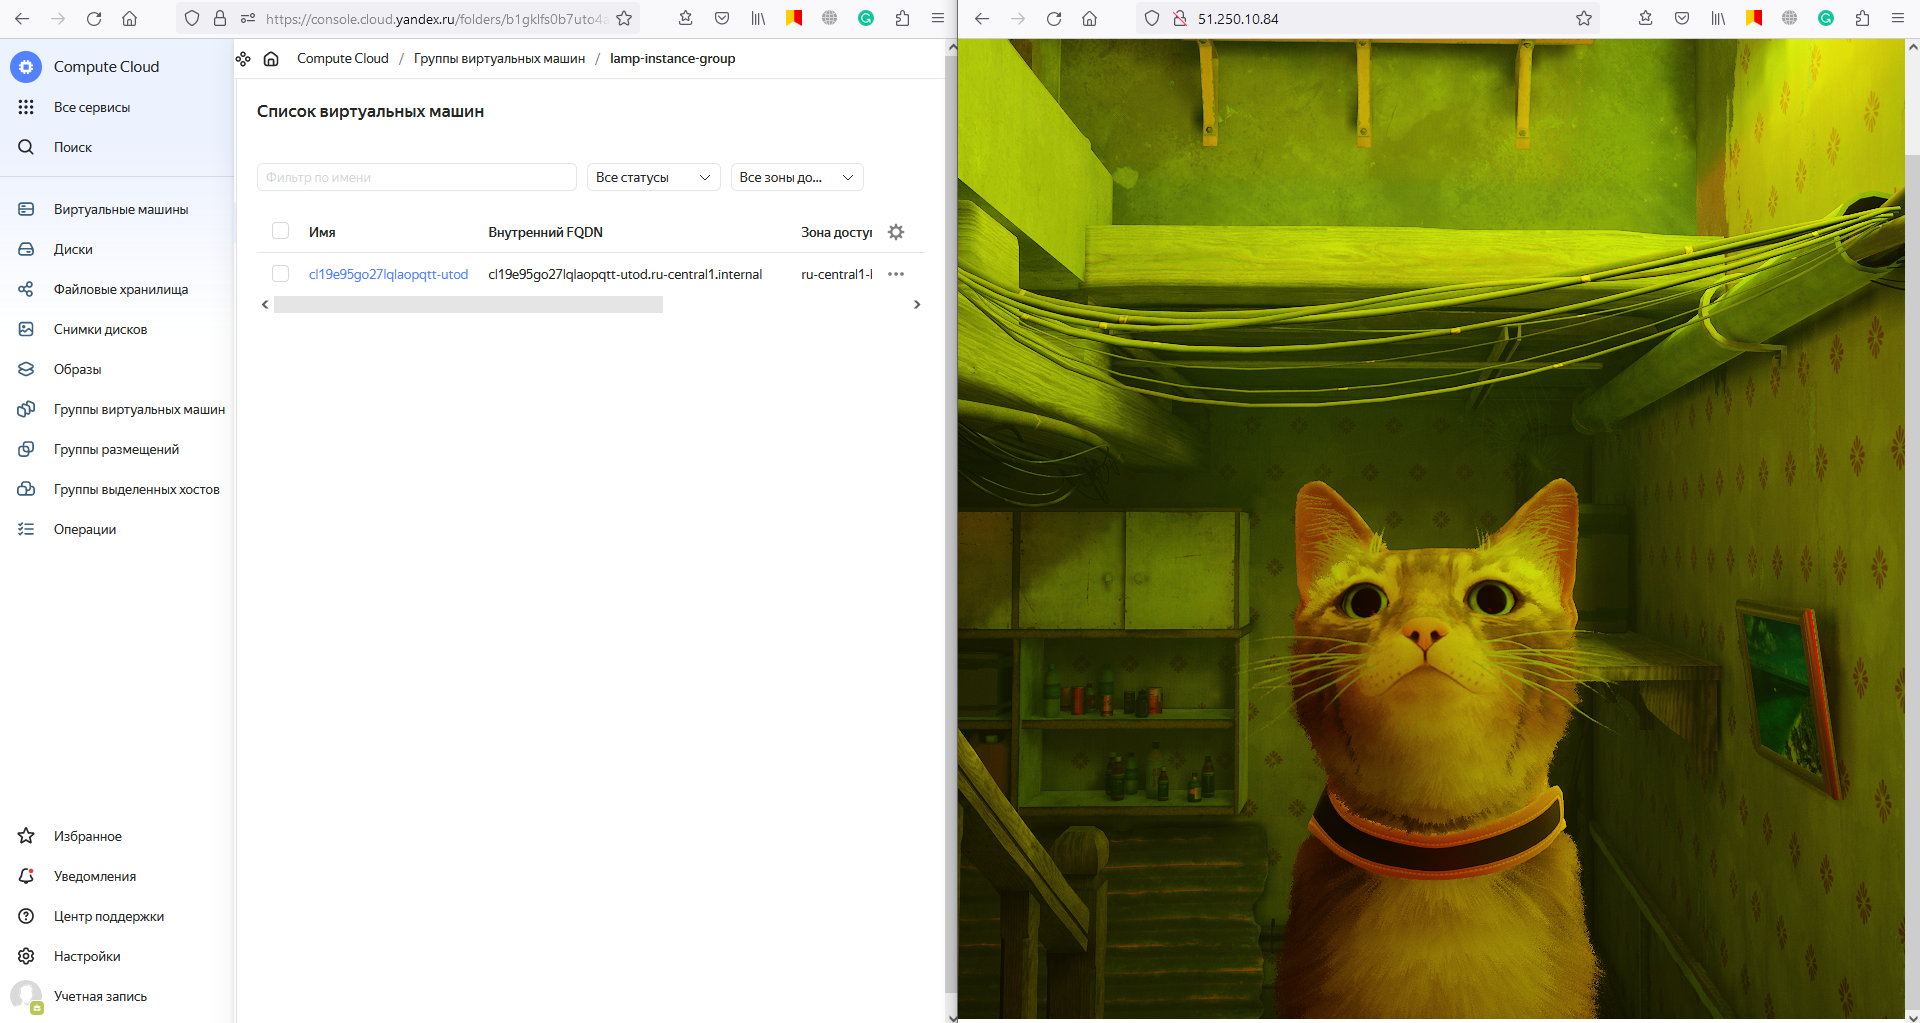 https://console.cloud.yandex.ru/folders/b1gklfs0b7uto4a
51.250.10.84
Compute Cloud
Все сервисы
Поиск
Виртуальные машины
Диски
Файловые хранилища
Снимки дисков
Образы
Группы виртуальных машин
Группы размещений
Группы выделенных хостов
Операции
Избранное
Уведомления
Центр поддержки
Настройки
Учетная запись
Compute Cloud / Группы виртуальных машин / lamp-instance-group
Список виртуальных машин
Фильтр по имени Все статусы Все зоны до...
Имя Внутренний FQDN Зона доступ
cl19e95go27lqlaopqtt-utod cl19e95go27lqlaopqtt-utod.ru-central1.internal ru-central1-